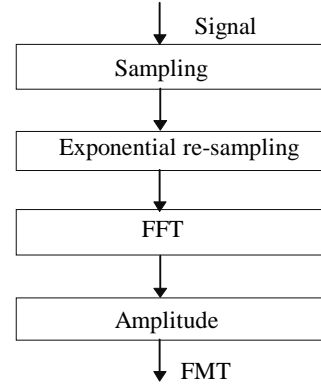 Signal
Sampling
Exponential re-sampling
FFT
Amplitude
FMT